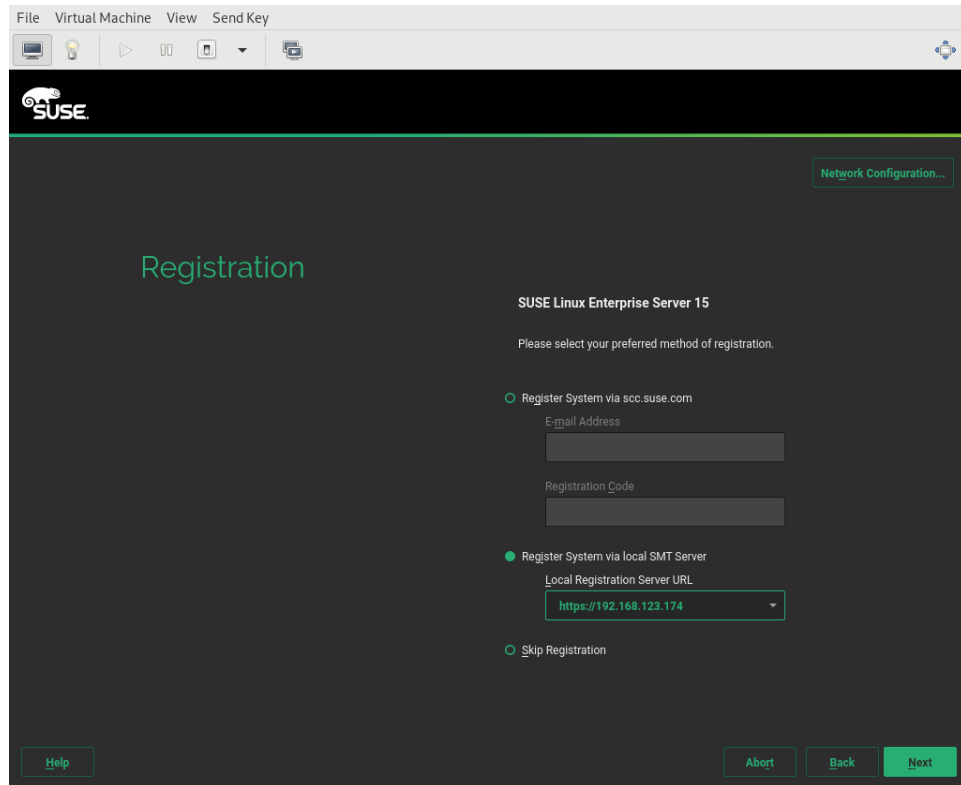 File Virtual Machine View Send Key
SUSE.
Network Configuration...
Registration
SUSE Linux Enterprise Server 15
Please select your preferred method of registration.
Register System via scc.suse.com
E-mail Address
Registration Code
Register System via local SMT Server
Local Registration Server URL
https://192.168.123.174
Skip Registration
Help Abort Back Next